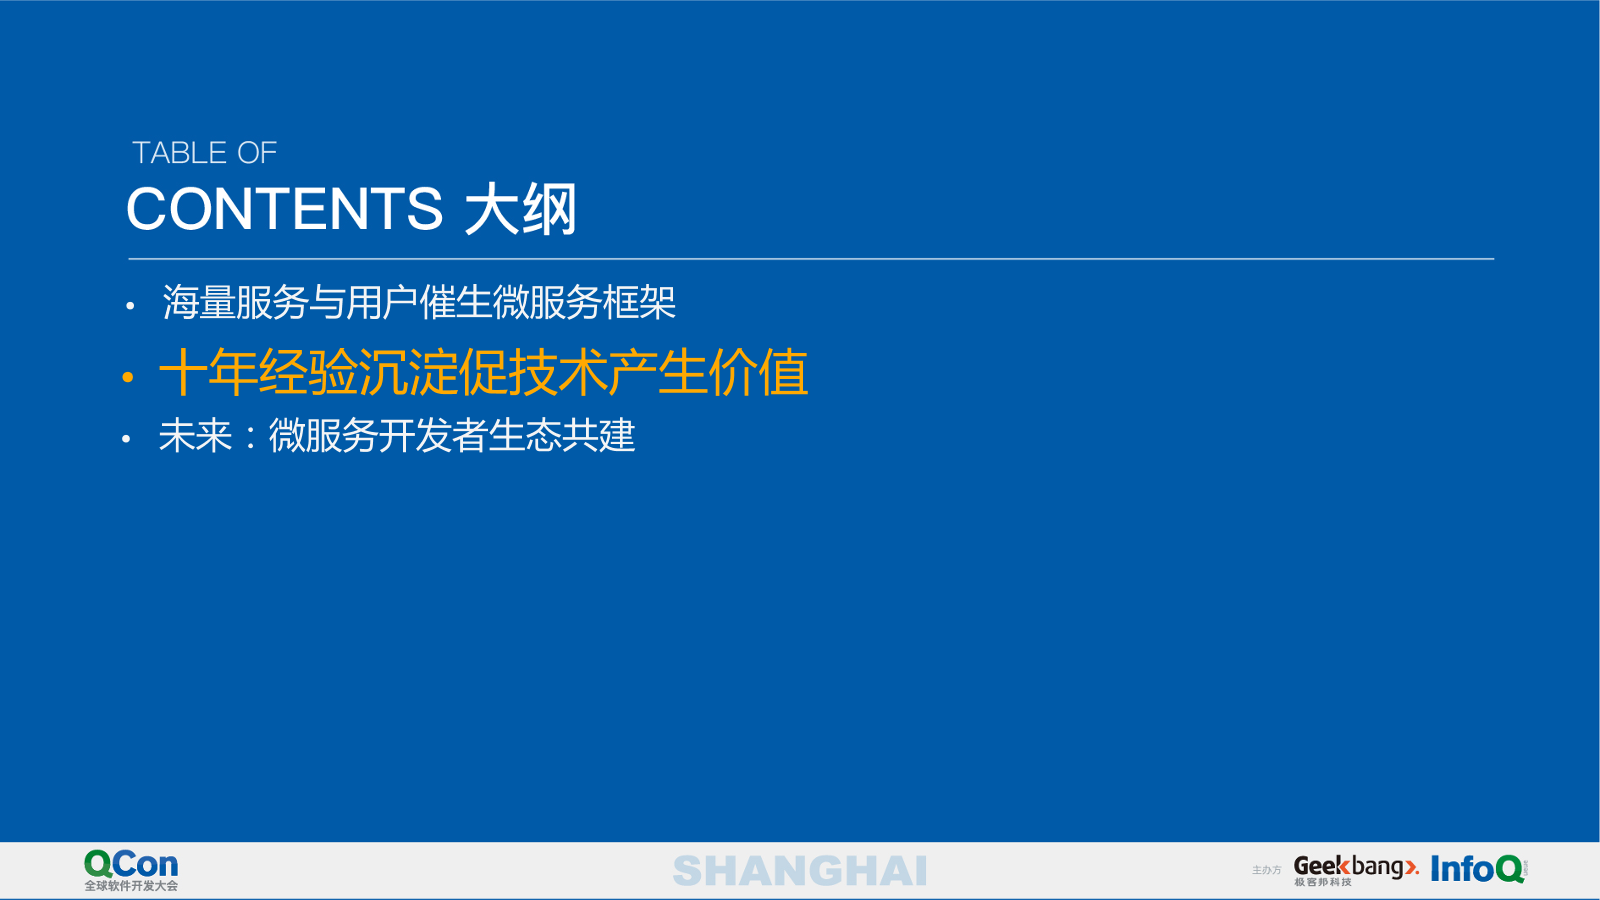 TABLE OF
CONTENTS 大纲
• 海量服务与用户催生微服务框架
• 十年经验沉淀促技术产生价值
• 未来：微服务开发者生态共建
QCon
全球软件开发大会
SHANGHAI
主办方
Geekbang
极客邦科技
InfoQ